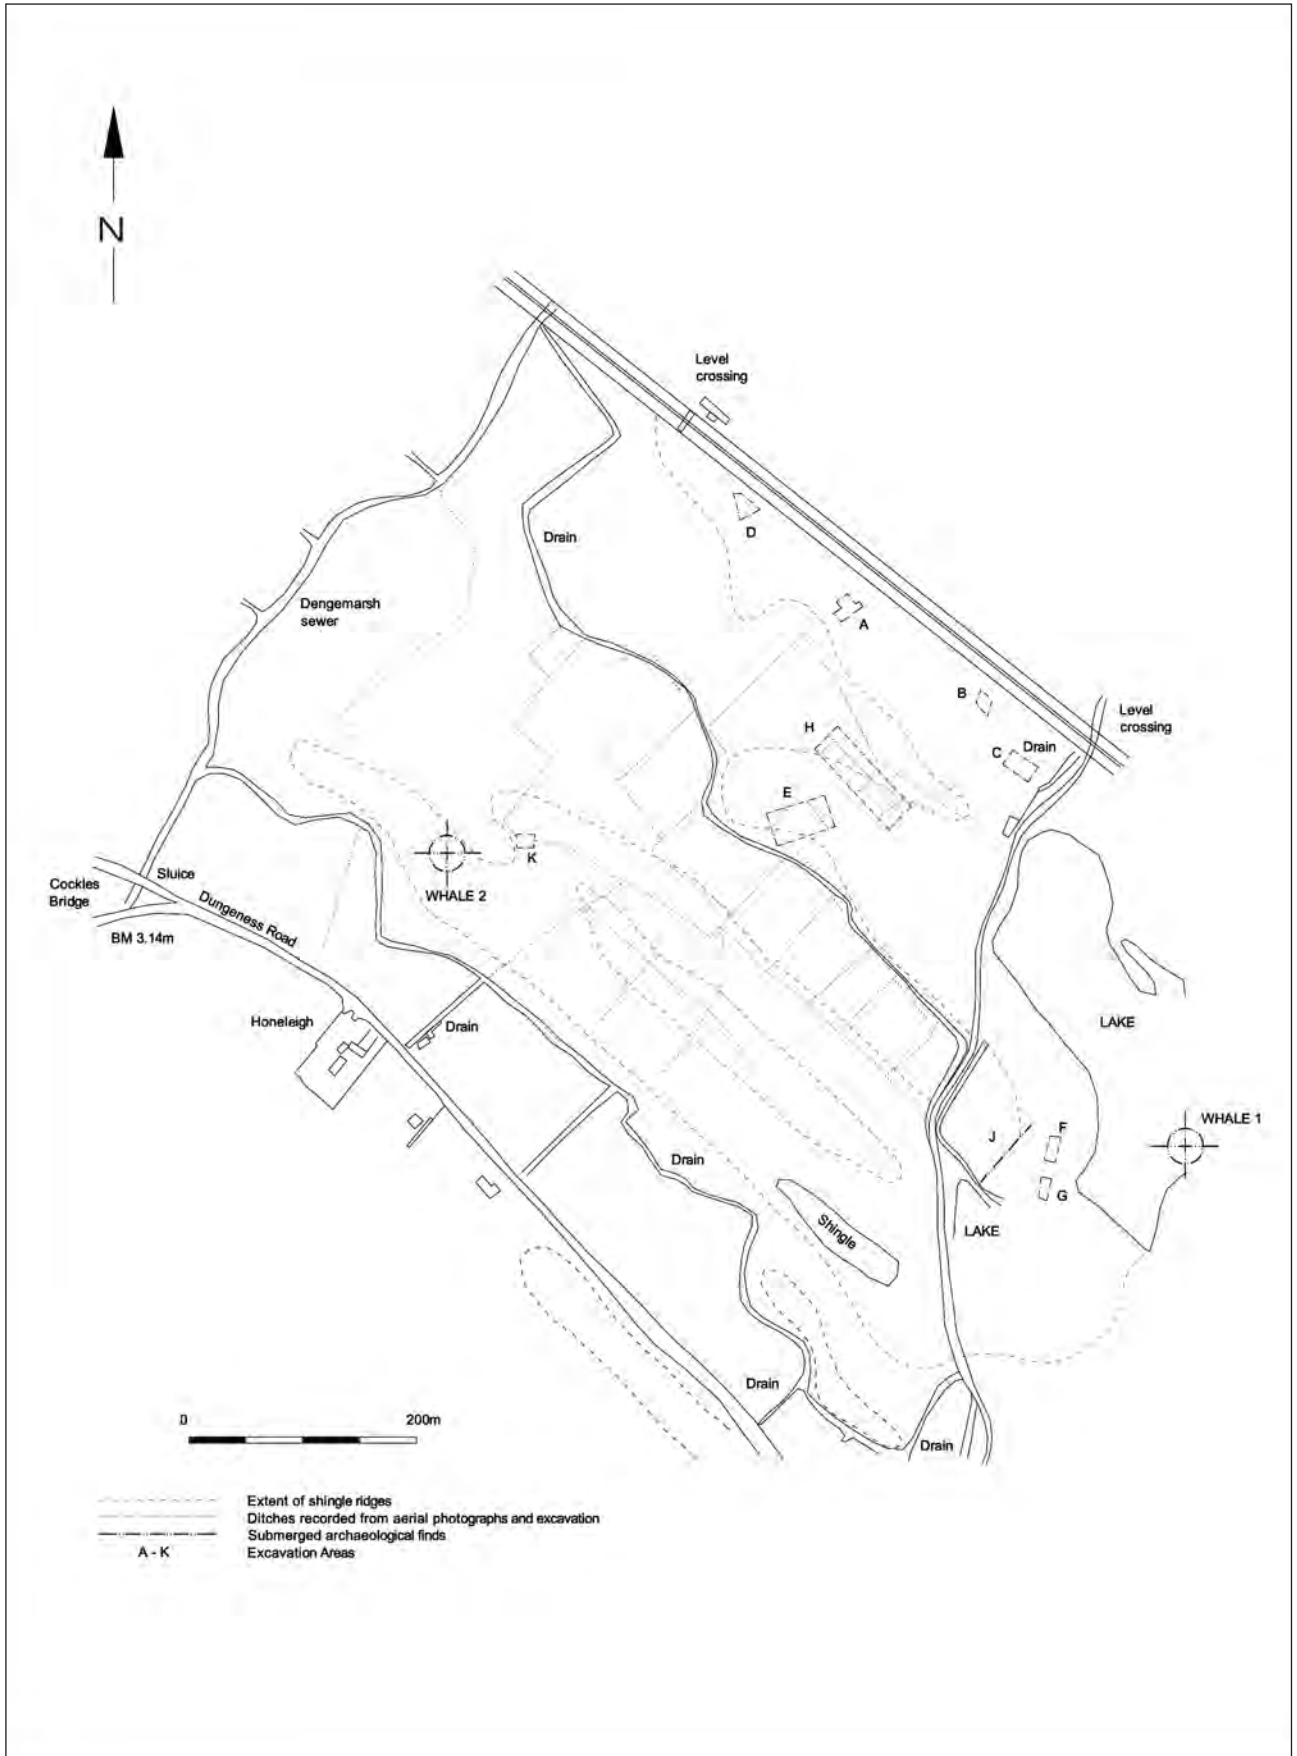 N
Level
crossing
D
Drain
Dengemarsh
sewer
A
B
Level
crossing
H
Drain
C
E
K
Sluice
Cockles
Bridge
WHALE 2
Dungeness Road
BM 3.14m
Honeleigh
Drain
LAKE
WHALE 1
F
J
Drain
G
Shingle
LAKE
Drain
0 200m
Drain
Extent of shingle ridges
Ditches recorded from aerial photographs and excavation
Submerged archaeological finds
A - K Excavation Areas